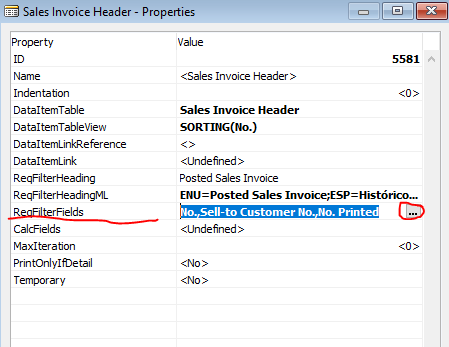 Sales Invoice Header - Properties
Property Value
ID 5581
Name <Sales Invoice Header>
Indentation <0>
DataItemTable Sales Invoice Header
DataItemTableView SORTING(No.)
DataItemLinkReference <>
DataItemLink <Undefined>
ReqFilterHeading Posted Sales Invoice
ReqFilterHeadingML ENU=Posted Sales Invoice;ESP=Histórico...
ReqFilterFields No.,Sell-to Customer No.,No. Printed ...
CalcFields <Undefined>
MaxIteration <0>
PrintOnlyIfDetail <No>
Temporary <No>